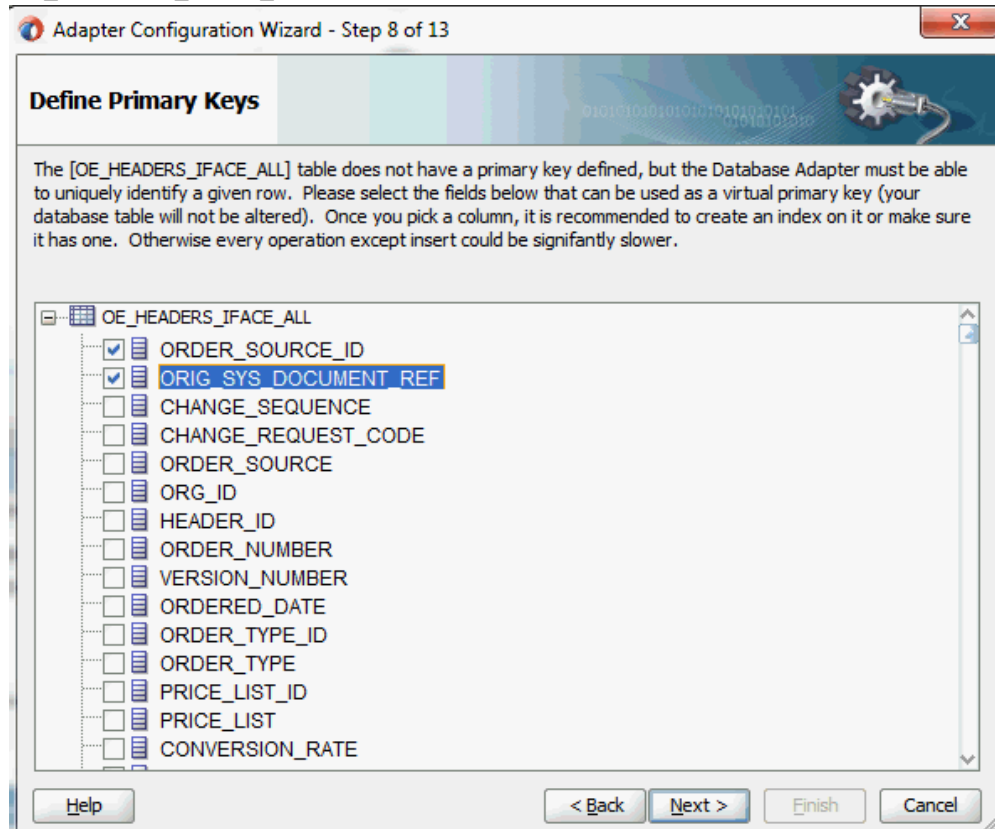 Adapter Configuration Wizard - Step 8 of 13
Define Primary Keys
The [OE_HEADERS_IFACE_ALL] table does not have a primary key defined, but the Database Adapter must be able
to uniquely identify a given row. Please select the fields below that can be used as a virtual primary key (your
database table will not be altered). Once you pick a column, it is recommended to create an index on it or make sure
it has one. Otherwise every operation except insert could be signifantly slower.
OE_HEADERS_IFACE_ALL
ORDER_SOURCE_ID
ORIG_SYS_DOCUMENT_REF
CHANGE_SEQUENCE
CHANGE_REQUEST_CODE
ORDER_SOURCE
ORG_ID
HEADER_ID
ORDER_NUMBER
VERSION_NUMBER
ORDERED_DATE
ORDER_TYPE_ID
ORDER_TYPE
PRICE_LIST_ID
PRICE_LIST
CONVERSION_RATE
Help < Back Next > Finish Cancel